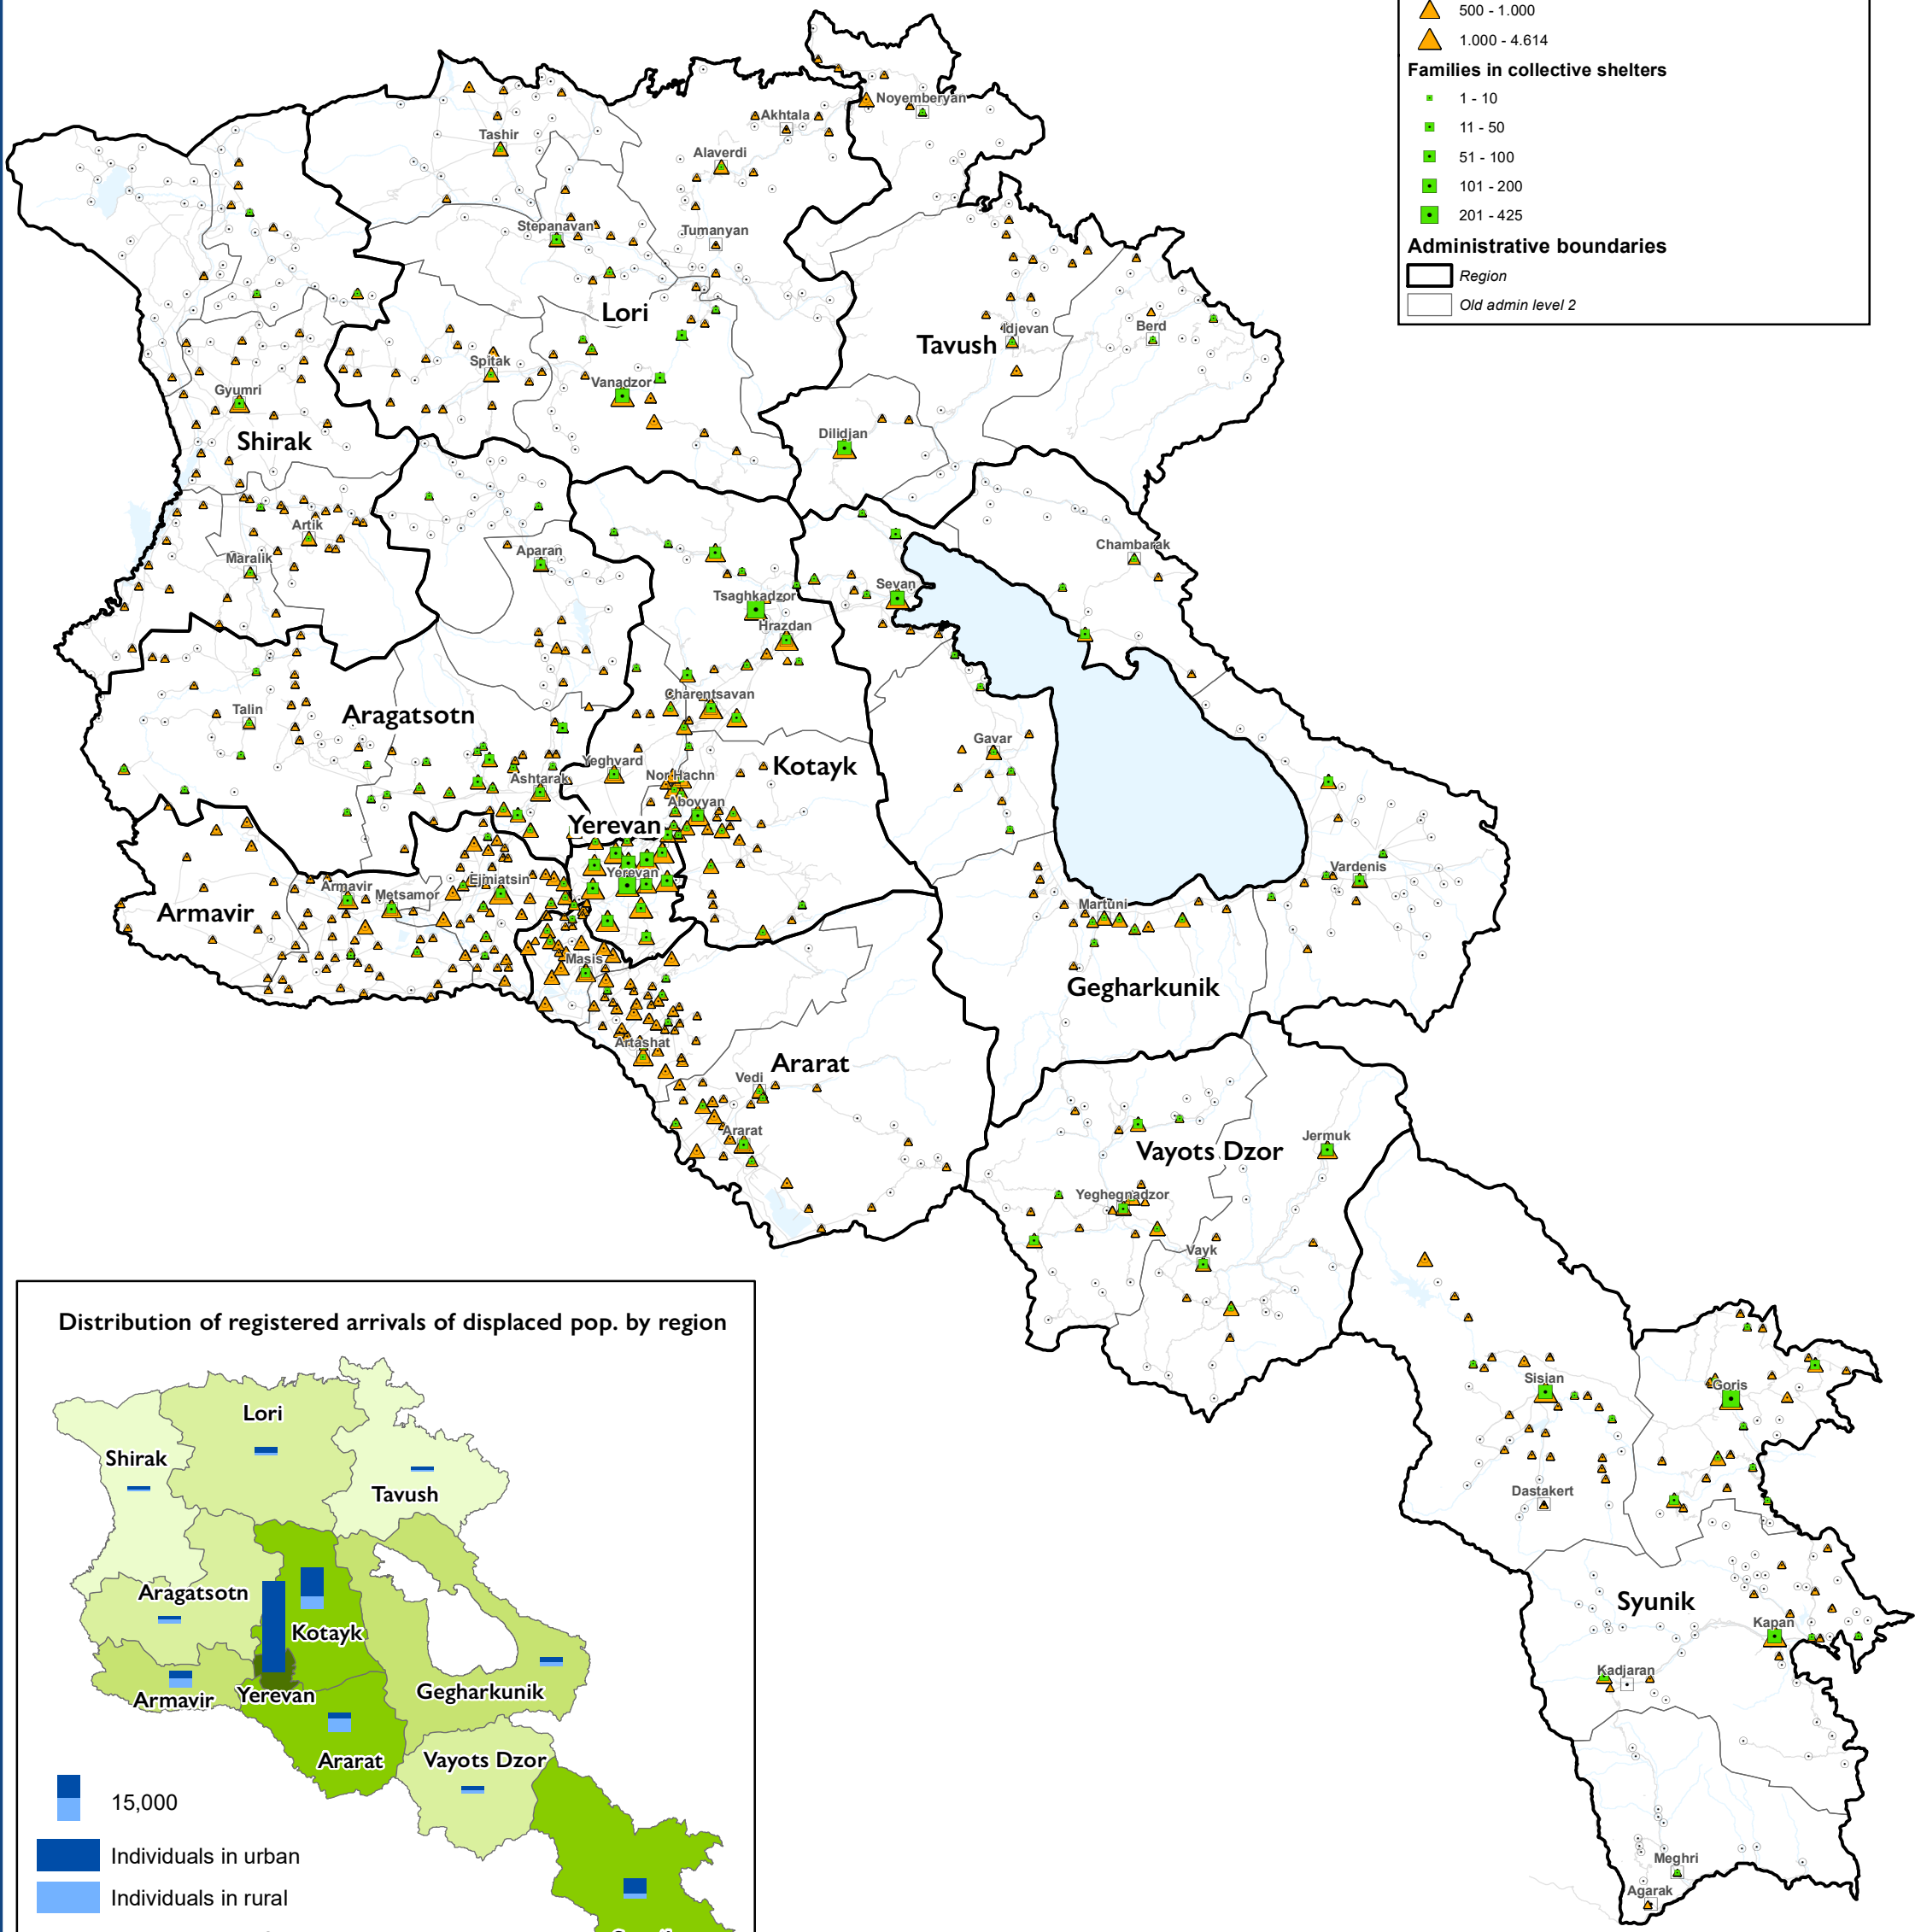 500 - 1.000
1.000 - 4.614
Families in collective shelters
1 - 10
11 - 50
51 - 100
101 - 200
201 - 425
Administrative boundaries
Region
Old admin level 2
Noyemberyan
Akhtala
Tashir
Alaverdi
Stepanavan
Tumanyan
Lori
Tavush
Idjevan
Berd
Spitak
Vanadzor
Gyumri
Shirak
Dilidjan
Artik
Maralik
Aparan
Chambarak
Sevan
Tsaghkadzor
Hrazdan
Charentsavan
Talin
Aragatsotn
Gavar
Yeghvard
Nor Hachn
Kotayk
Ashtarak
Abovyan
Yerevan
Yerevan
Vardenis
Ejmiatsin
Armavir
Metsamor
Armavir
Martuni
Masis
Gegharkunik
Artashat
Ararat
Vedi
Ararat
Jermuk
Vayots Dzor
Yeghegnadzor
Vayk
Sisian
Goris
Dastakert
Syunik
Kapan
Kadjaran
Meghri
Agarak
Distribution of registered arrivals of displaced pop. by region
Lori
Shirak
Tavush
Aragatsotn
Kotayk
Gegharkunik
Armavir
Yerevan
Ararat
Vayots Dzor
15,000
Individuals in urban
Individuals in rural